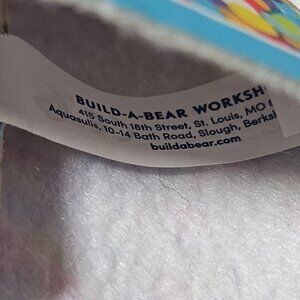 BUILD-A-BEAR WORKSH
415 South 18th Street, St. Louis, MO
Aquasulis, 10-14 Bath Road, Slough, Berks
buildabear.com